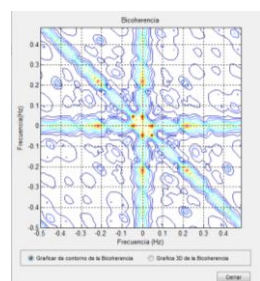 Bicoherencia
Frecuencia(Hz)
0.4
0.3
0.2
0.1
0
-0.1
-0.2
-0.3
-0.4
-0.5
-0.5 -0.4 -0.3 -0.2 -0.1 0 0.1 0.2 0.3 0.4
Frecuencia (Hz)
Graficar de contorno de la Bicoherencia
Grafica 3D de la Bicoherencia
Cerrar